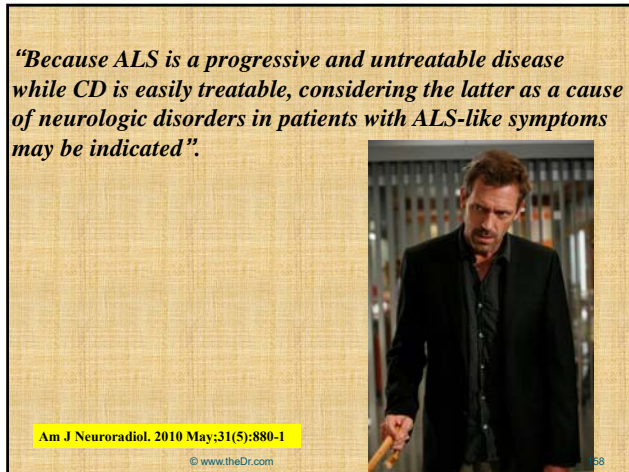 “Because ALS is a progressive and untreatable disease
while CD is easily treatable, considering the latter as a cause
of neurologic disorders in patients with ALS-like symptoms
may be indicated”.
Am J Neuroradiol. 2010 May;31(5):880-1
© www.theDr.com